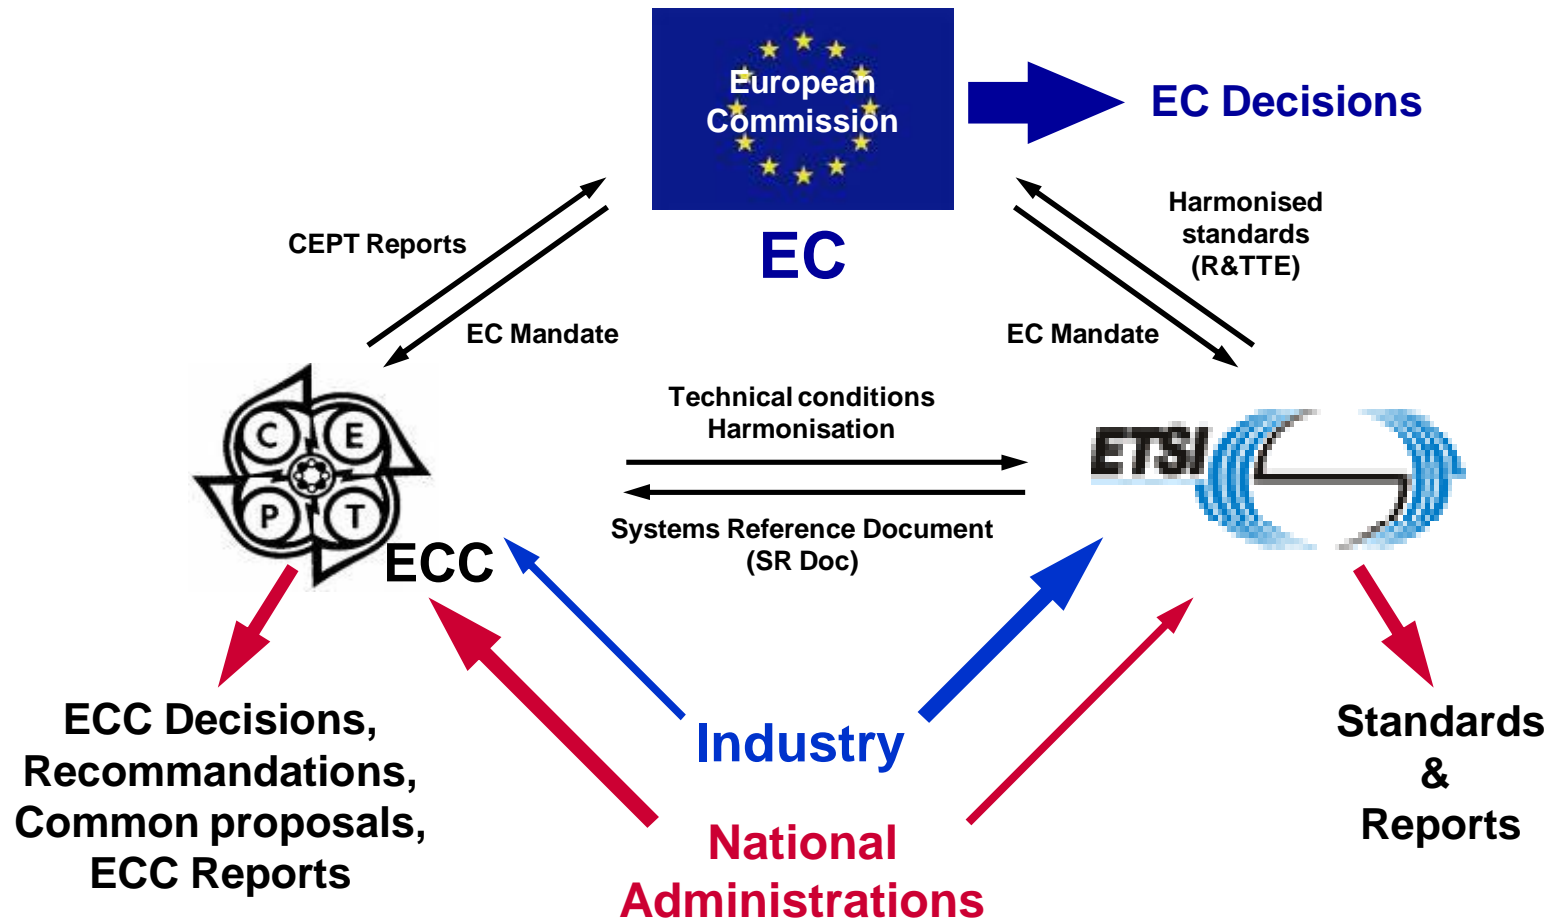 European
Commission
EC Decisions
EC
Harmonised
standards
(R&TTE)
CEPT Reports
EC Mandate
EC Mandate
Technical conditions
Harmonisation
C E
P T
ECC
ETSI
Systems Reference Document
(SR Doc)
ECC Decisions,
Recommandations,
Common proposals,
ECC Reports
Industry
National
Administrations
Standards
&
Reports